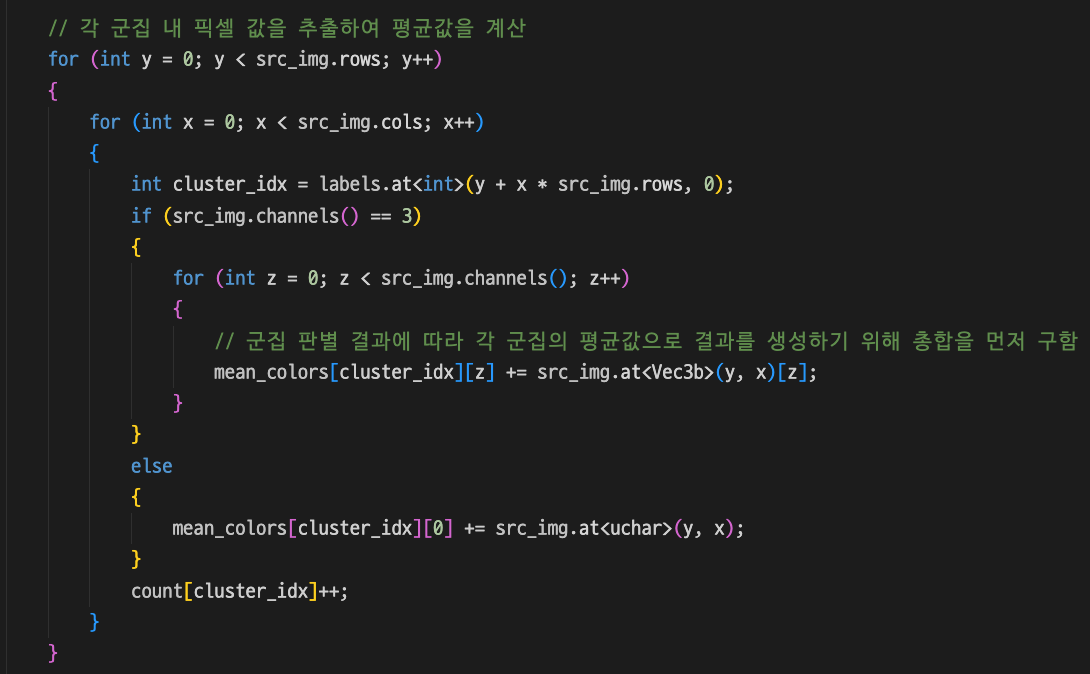 // 각 군집 내 픽셀 값을 추출하여 평균값을 계산
for (int y = 0; y < src_img.rows; y++)
{
for (int x = 0; x < src_img.cols; x++)
{
int cluster_idx = labels.at<int>(y + x * src_img.rows, 0);
if (src_img.channels() == 3)
{
for (int z = 0; z < src_img.channels(); z++)
{
// 군집 판별 결과에 따라 각 군집의 평균값으로 결과를 생성하기 위해 총합을 먼저 구함
mean_colors[cluster_idx][z] += src_img.at<Vec3b>(y, x)[z];
}
}
else
{
mean_colors[cluster_idx][0] += src_img.at<uchar>(y, x);
}
count[cluster_idx]++;
}
}